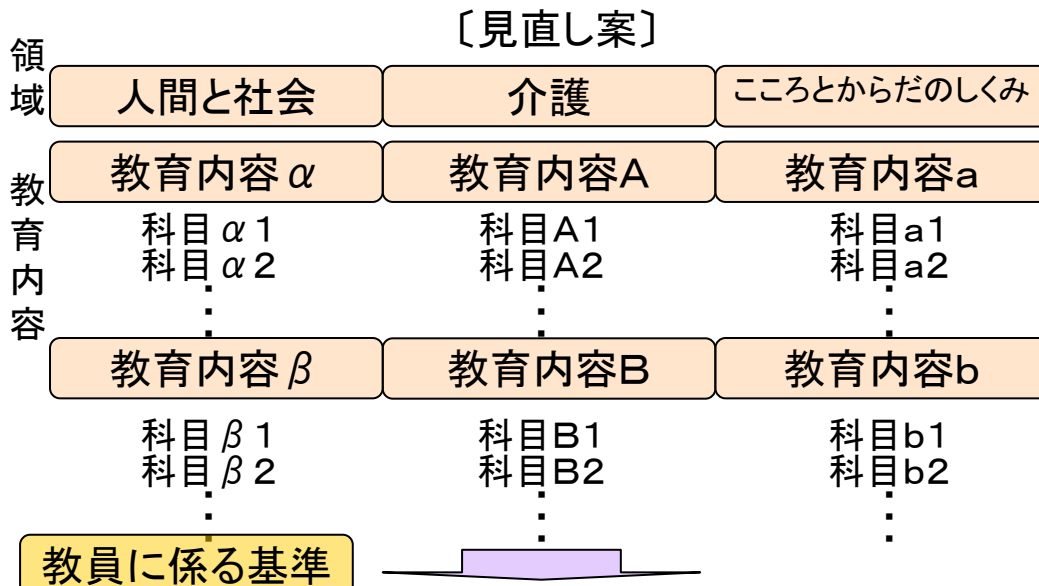 〔見直し案〕
領域
人間と社会 介護 こころとからだのしくみ
教育内容
教育内容α 教育内容A 教育内容a
科目α1 科目A1 科目a1
科目α2 科目A2 科目a2
教育内容β 教育内容B 教育内容b
科目β1 科目B1 科目b1
科目β2 科目B2 科目b2
教員に係る基準